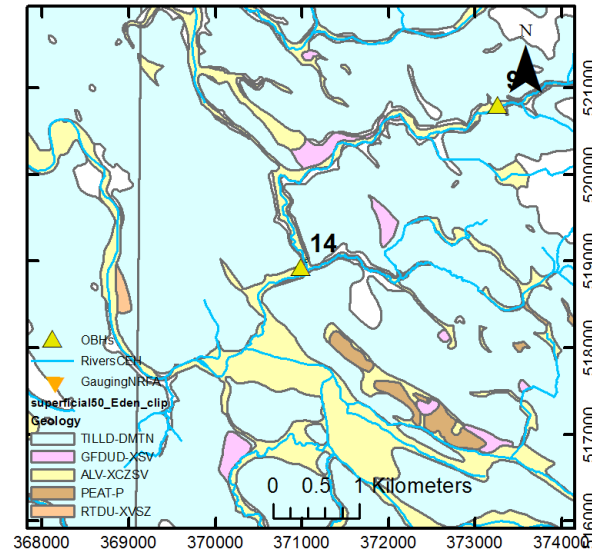 N
9
521000
520000
14
519000
OBHs
518000
RiversCEH
GaugingNRFA
superficial50_Eden_clip
Geology
TILLD-DMTN
517000
GFDUD-XSV
ALV-XCZSV
0 0.5 1 Kilometers
PEAT-P
RTDU-XVSZ
516000
368000 369000 370000 371000 372000 373000 374000